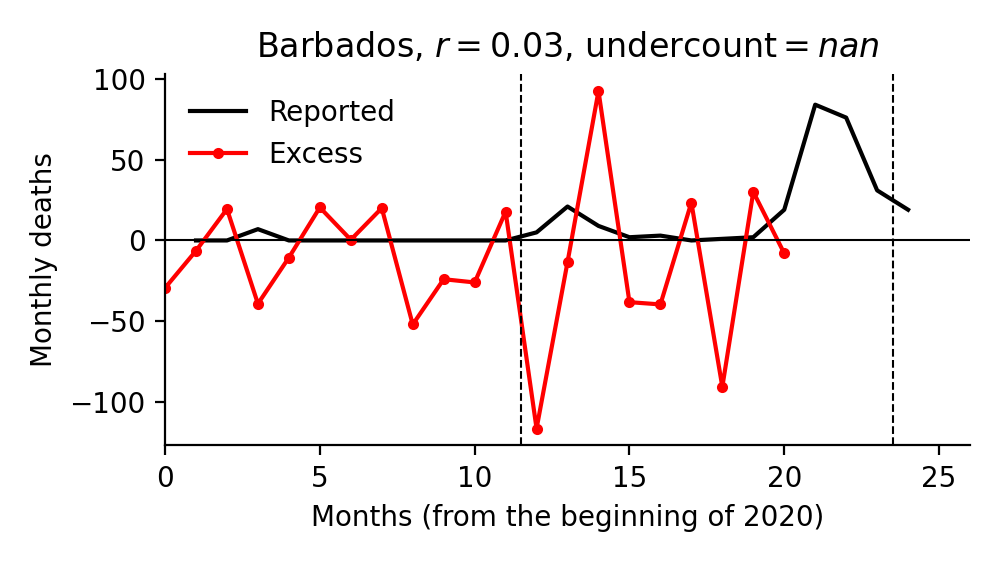 Barbados, r = 0.03, undercount = nan
Reported
Excess
Monthly deaths
100
50
0
−50
−100
0 5 10 15 20 25
Months (from the beginning of 2020)